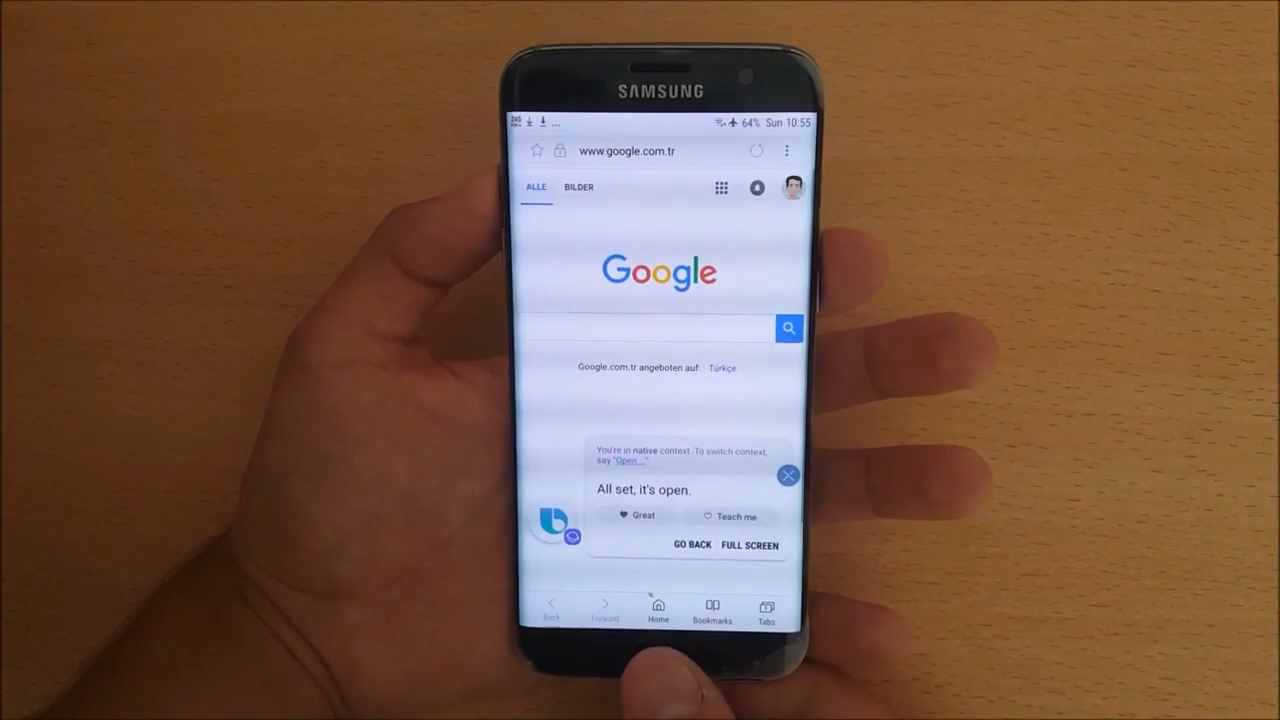 SAMSUNG
64% Sun 10:55
www.google.com.tr
ALLE BILDER
Google
Google.com.tr angeboten auf: Türkçe
You're in native context. To switch context,
say "Open ..."
All set, it's open.
Great Teach me
GO BACK FULL SCREEN
Back Forward Home Bookmarks Tabs